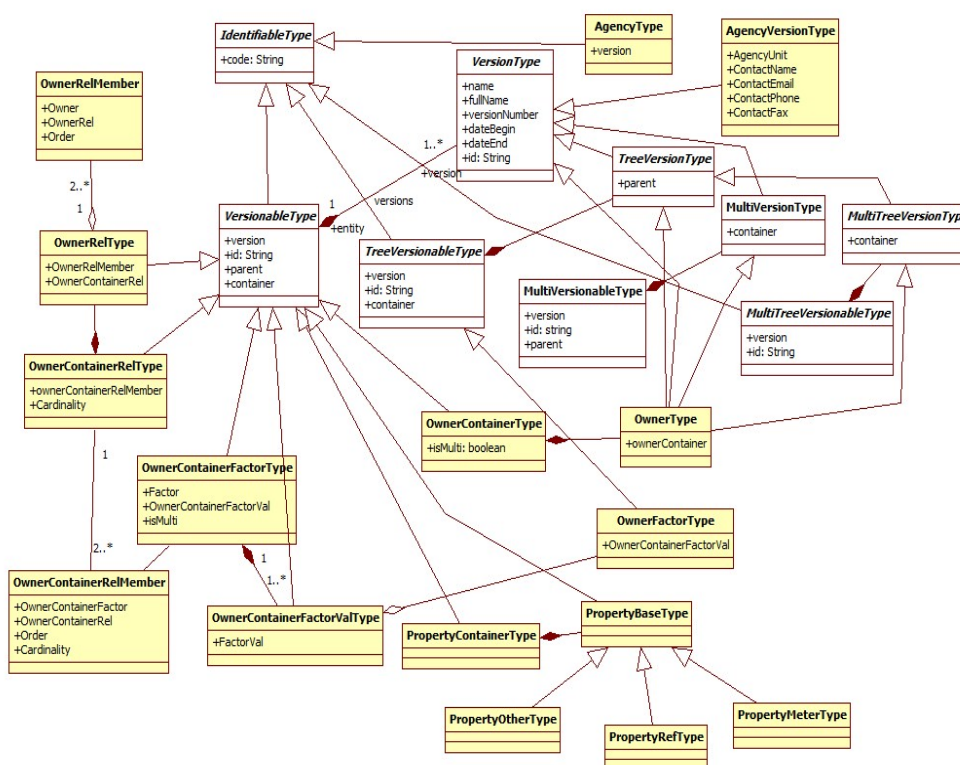 IdentifiableType
+code: String
AgencyType
+version
AgencyVersionType
+AgencyUnit
+ContactName
+ContactEmail
+ContactPhone
+ContactFax
VersionType
+name
+fullName
+versionNumber
+dateBegin
+dateEnd
+id: String
OwnerRelMember
+Owner
+OwnerRel
+Order
1..*
+version
TreeVersionType
+parent
2..*
1
1
+entity
versions
VersionableType
+version
+id: String
+parent
+container
MultiVersionType
+container
MultiTreeVersionType
+container
OwnerRelType
+OwnerRelMember
+OwnerContainerRel
TreeVersionableType
+version
+id: String
+container
MultiVersionableType
+version
+id: string
+parent
MultiTreeVersionableType
+version
+id: String
OwnerContainerRelType
+ownerContainerRelMember
+Cardinality
OwnerContainerType
+isMulti: boolean
OwnerType
+ownerContainer
1
OwnerContainerFactorType
+Factor
+OwnerContainerFactorVal
+isMulti
OwnerFactorType
+OwnerContainerFactorVal
2..*
1
1..*
OwnerContainerRelMember
+OwnerContainerFactor
+OwnerContainerRel
+Order
+Cardinality
OwnerContainerFactorValType
+FactorVal
PropertyContainerType
PropertyBaseType
PropertyOtherType
PropertyRefType
PropertyMeterType